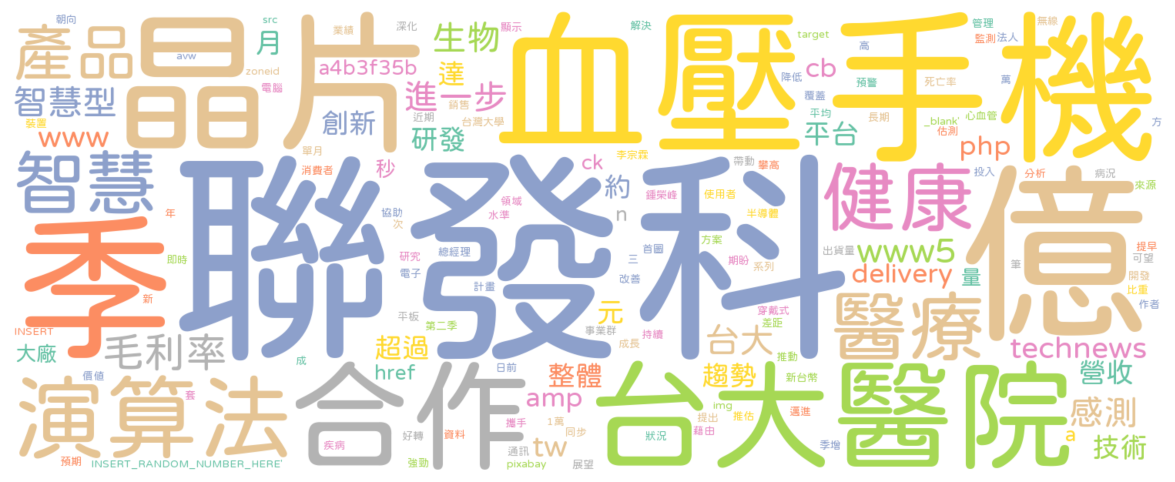 朝向
業績
深化
顯示
解決
無線
src
產品
晶片
月
生物
血壓
手機
target
高
管理
監測
法人
avw
zoneid
a4b3f35b
達
cb
降低
萬
電腦
進一步
預警
死亡率
智慧型
銷售
覆蓋
裝置
創新
近期
台灣大學
平均
長期
_blank'
心血管
方
www
研發
平台
估測
php
單月
李宗霖
智慧
消費者
秒
ck
帶動
攀高
健康
投入
分析
病況
億
來源
聯發科
約
鍾榮峰
使用者
領域
水準
n
半導體
年
季
協助
次
方案
www5
提早
總經理
三
首圖
出貨量
可望
即時
研究
期盼
系列
delivery
量
電子
改善
開發
新
計畫
筆
比重
平板
元
穿戴式
作者
INSERT
第二季
事業群
持續
差距
醫療
毛利率
成長
台大
大廠
成
超過
推動
technews
價值
href
日前
整體
趨勢
新台幣
營收
演算法
合作
amp
台大醫院
套
img
攜手
1萬
提出
推估
邁進
感測
好轉
資料
同步
藉由
a
疾病
tw
狀況
季增
技術
通訊
預期
INSERT_RANDOM_NUMBER_HERE'
強勁
pixabay
展望